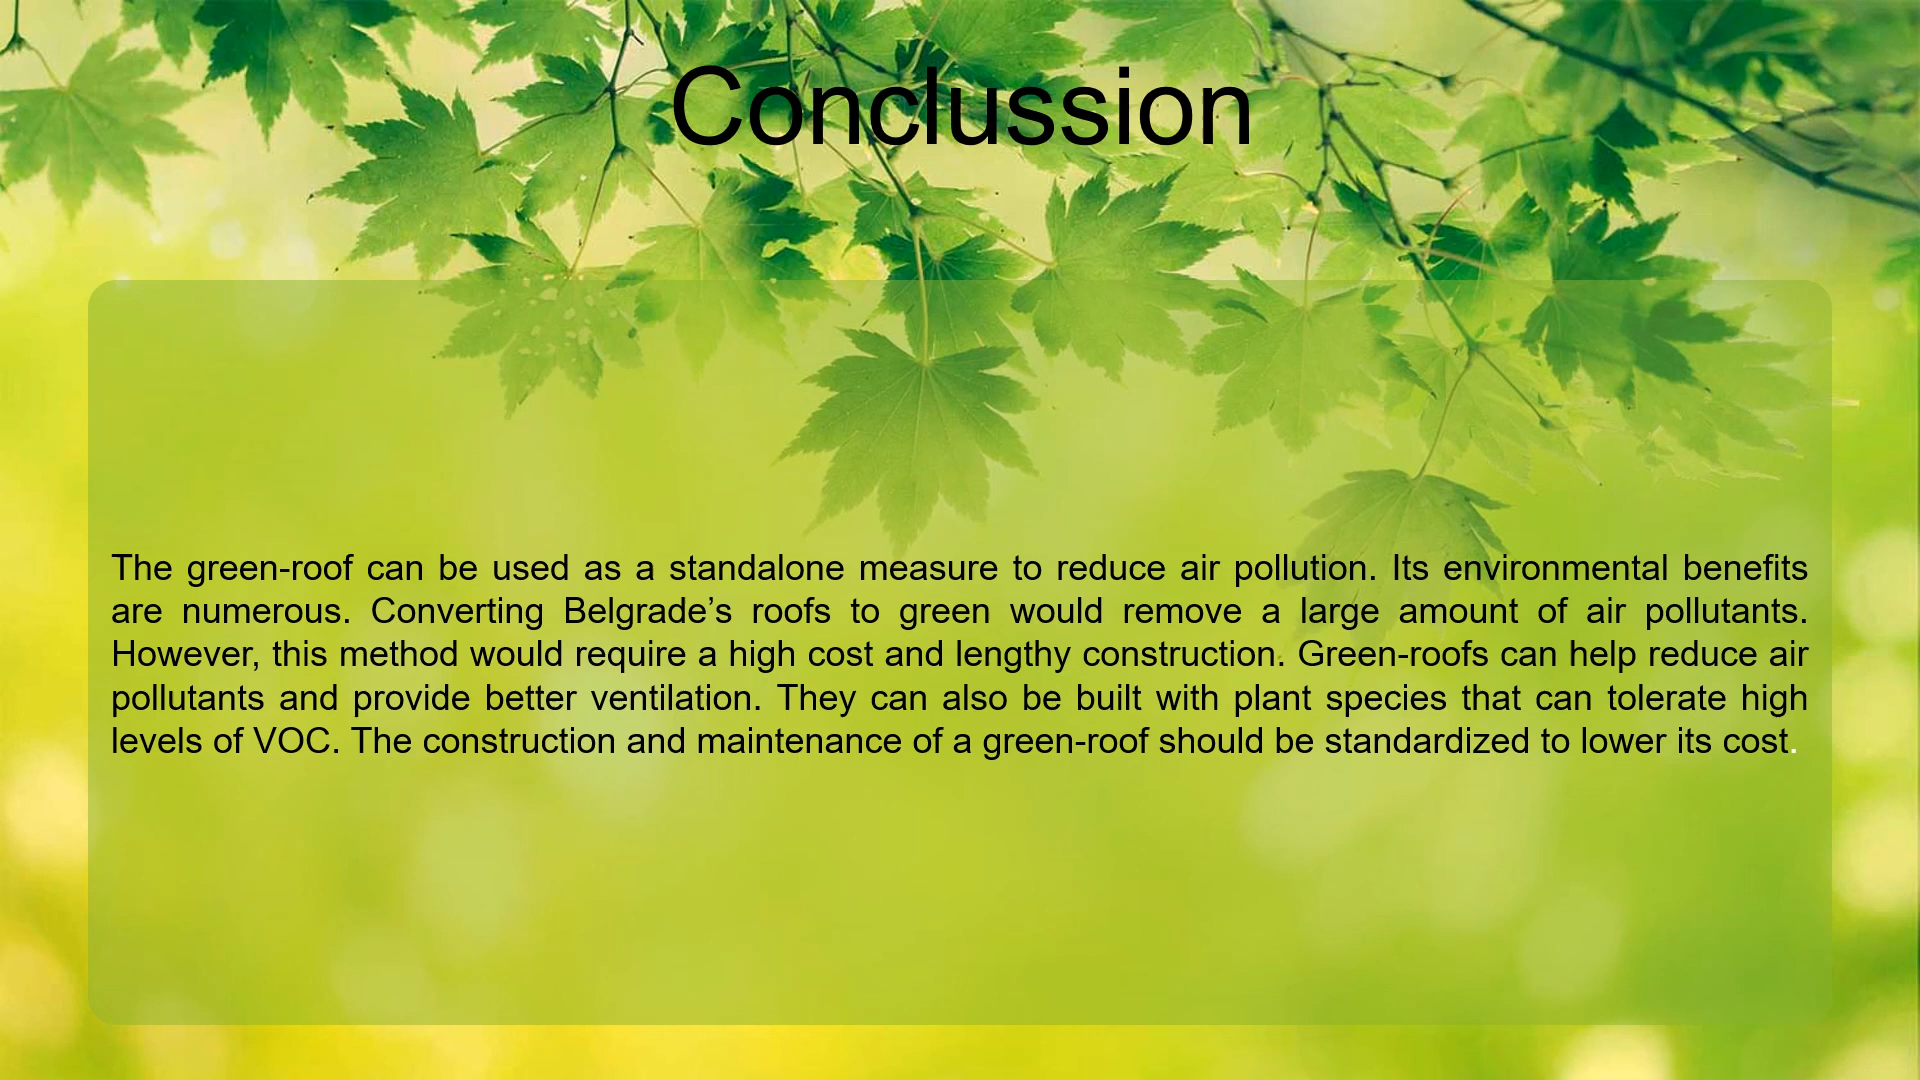 Conclussion
The green-roof can be used as a standalone measure to reduce air pollution. Its environmental benefits
are numerous. Converting Belgrade’s roofs to green would remove a large amount of air pollutants.
However, this method would require a high cost and lengthy construction. Green-roofs can help reduce air
pollutants and provide better ventilation. They can also be built with plant species that can tolerate high
levels of VOC. The construction and maintenance of a green-roof should be standardized to lower its cost.